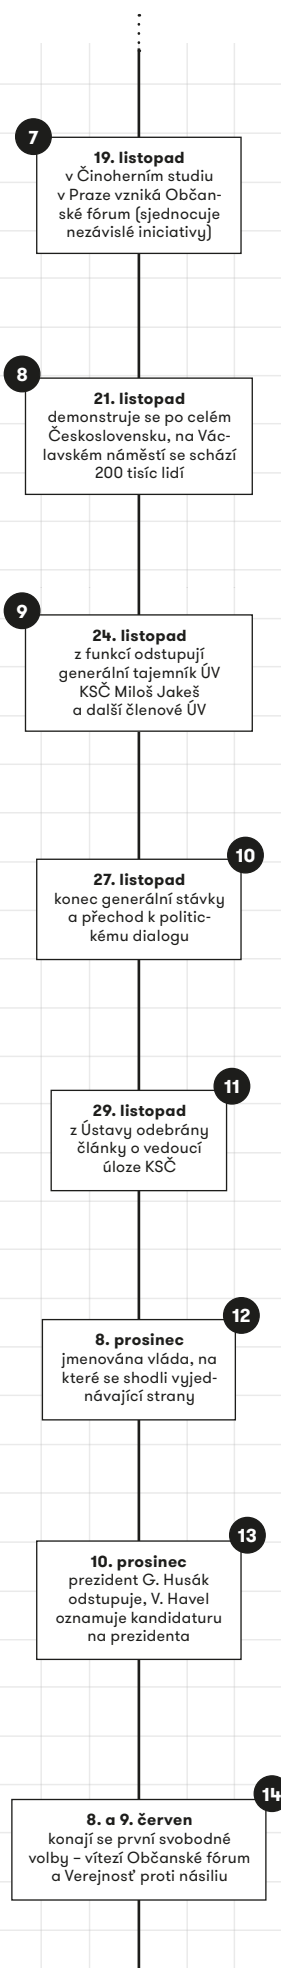 7
19. listopad
v Činoherním studiu
v Praze vzniká Občan-
ské fórum (sjednocuje
nezávislé iniciativy)
8
21. listopad
demonstruje se po celém
Československu, na Vác-
lavském náměstí se schází
200 tisíc lidí
9
24. listopad
z funkcí odstupují
generální tajemník ÚV
KSČ Miloš Jakeš
a další členové ÚV
10
27. listopad
konec generální stávky
a přechod k politic-
kému dialogu
11
29. listopad
z Ústavy odebrány
články o vedoucí
úloze KSČ
12
8. prosinec
jmenována vláda, na
které se shodli vyjed-
návající strany
13
10. prosinec
prezident G. Husák
odstupuje, V. Havel
oznamuje kandidaturu
na prezidenta
14
8. a 9. červen
konají se první svobodné
volby – vítězí Občanské fórum
a Verejnosť proti násiliu